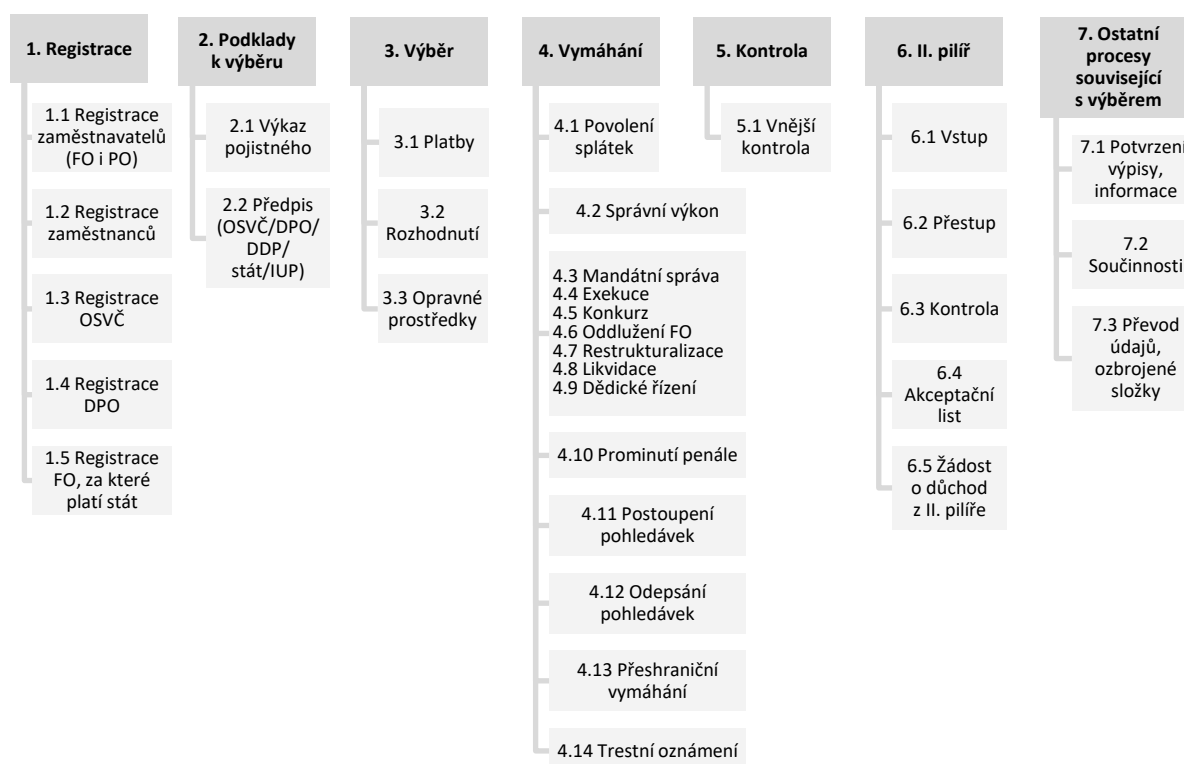 1. Registrace
1.1 Registrace
zaměstnavatelů
(FO i PO)
1.2 Registrace
zaměstnanců
1.3 Registrace
OSVČ
1.4 Registrace
DPO
1.5 Registrace
FO, za které
platí stát
2. Podklady
k výběru
2.1 Výkaz
pojistného
2.2 Předpis
(OSVČ/DPO/
DDP/
stát/IUP)
3. Výběr
3.1 Platby
3.2
Rozhodnutí
3.3 Opravné
prostředky
4. Vymáhání
4.1 Povolení
splátek
4.2 Správní výkon
4.3 Mandátní správa
4.4 Exekuce
4.5 Konkurz
4.6 Oddlužení FO
4.7 Restrukturalizace
4.8 Likvidace
4.9 Dědické řízení
4.10 Prominutí penále
4.11 Postoupení
pohledávek
4.12 Odepsání
pohledávek
4.13 Přeshraniční
vymáhání
4.14 Trestní oznámení
5. Kontrola
5.1 Vnější
kontrola
6. II. pilíř
6.1 Vstup
6.2 Přestup
6.3 Kontrola
6.4
Akceptační
list
6.5 Žádost
o důchod
z II. pilíře
7. Ostatní
procesy
související
s výběrem
7.1 Potvrzení
výpisy,
informace
7.2
Součinnosti
7.3 Převod
údajů,
ozbrojené
složky